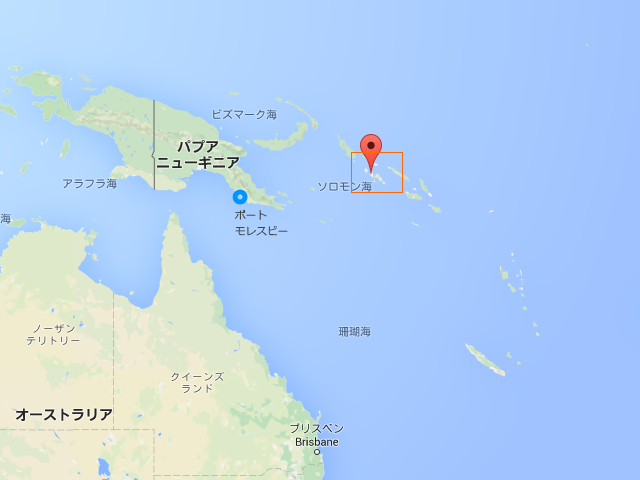 ビズマーク海
パプア
ニューギニア
アラフラ海
ソロモン海
海
ポート
モレスビー
ノーザン
テリトリー
珊瑚海
クイーンズ
ランド
オーストラリア
ブリスベン
Brisbane